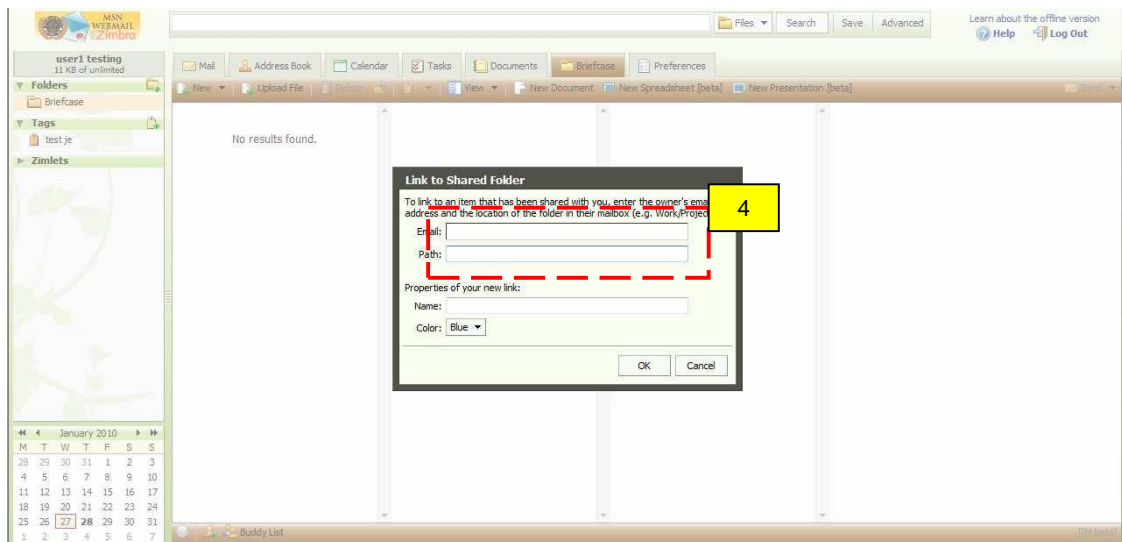 MSN
WEBMAIL
Zimbra
Files Search Save Advanced
Learn about the offline version
Help Log Out
user1 testing
11 KB of unlimited
Mail Address Book Calendar Tasks Documents Briefcase Preferences
Folders
Briefcase
Tags
test je
Zimlets
New Upload File Delete View New Document New Spreadsheet [beta] New Presentation [beta] Send
No results found.
Link to Shared Folder
To link to an item that has been shared with you, enter the owner's
address and the location of the folder in their mailbox (e.g.
4
Email:
Path:
Properties of your new link:
Name:
Color: Blue
OK Cancel
January 2010
M T W T F S S
28 29 30 31 1 2 3
4 5 6 7 8 9 10
11 12 13 14 15 16 17
18 19 20 21 22 23 24
25 26 27 28 29 30 31
1 2 3 4 5 6 7
Buddy List